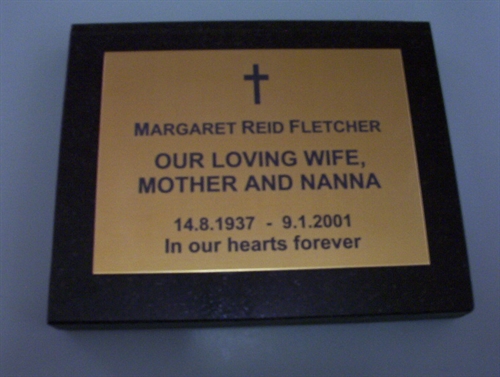 MARGARET REID FLETCHER
OUR LOVING WIFE,
MOTHER AND NANNA
14.8.1937 - 9.1.2001
In our hearts forever